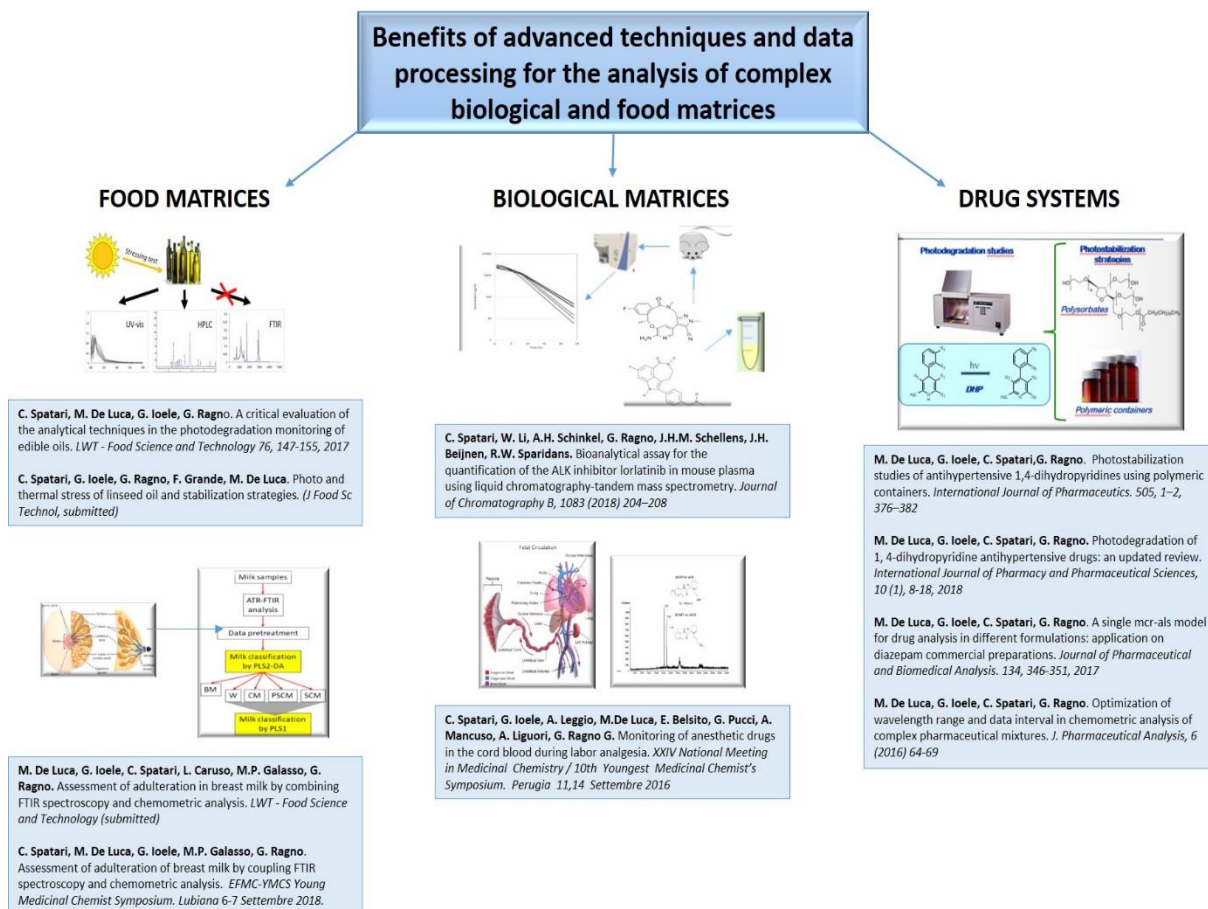 Benefits of advanced techniques and data
processing for the analysis of complex
biological and food matrices
FOOD MATRICES
Stressing test
UV-vis
HPLC
FTIR
C. Spatari, M. De Luca, G. Ioele, G. Ragno. A critical evaluation of
the analytical techniques in the photodegradation monitoring of
edible oils. LWT - Food Science and Technology 76, 147-155, 2017
C. Spatari, G. Ioele, G. Ragno, F. Grande, M. De Luca. Photo and
thermal stress of linseed oil and stabilization strategies. (J Food Sc
Technol, submitted)
Milk samples
ATR-FTIR
analysis
Data pretreatment
Milk classification
by PLS2-DA
BM
W
CM
PSCM
SCM
Milk classification
by PLS1
M. De Luca, G. Ioele, C. Spatari, L. Caruso, M.P. Galasso, G.
Ragno. Assessment of adulteration in breast milk by combining
FTIR spectroscopy and chemometric analysis. LWT - Food Science
and Technology (submitted)
C. Spatari, M. De Luca, G. Ioele, M.P. Galasso, G. Ragno.
Assessment of adulteration of breast milk by coupling FTIR
spectroscopy and chemometric analysis. EFMC-YMCS Young
Medicinal Chemist Symposium. Lubiana 6-7 Settembre 2018.
BIOLOGICAL MATRICES
C. Spatari, W. Li, A.H. Schinkel, G. Ragno, J.H.M. Schellens, J.H.
Beijnen, R.W. Sparidans. Bioanalytical assay for the
quantification of the ALK inhibitor lorlatinib in mouse plasma
using liquid chromatography-tandem mass spectrometry. Journal
of Chromatography B, 1083 (2018) 204–208
Fetal Circulation
C. Spatari, G. Ioele, A. Leggio, M.De Luca, E. Belsito, G. Pucci, A.
Mancuso, A. Liguori, G. Ragno G. Monitoring of anesthetic drugs
in the cord blood during labor analgesia. XXIV National Meeting
in Medicinal Chemistry / 10th Youngest Medicinal Chemist's
Symposium. Perugia 11,14 Settembre 2016
DRUG SYSTEMS
Photodegradation studies
Photostabilization
strategies
Polysorbates
hν
DHP
Polymeric containers
M. De Luca, G. Ioele, C. Spatari,G. Ragno. Photostabilization
studies of antihypertensive 1,4-dihydropyridines using polymeric
containers. International Journal of Pharmaceutics. 505, 1–2,
376–382
M. De Luca, G. Ioele, C. Spatari, G. Ragno. Photodegradation of
1, 4-dihydropyridine antihypertensive drugs: an updated review.
International Journal of Pharmacy and Pharmaceutical Sciences,
10 (1), 8-18, 2018
M. De Luca, G. Ioele, C. Spatari, G. Ragno. A single mcr-als model
for drug analysis in different formulations: application on
diazepam commercial preparations. Journal of Pharmaceutical
and Biomedical Analysis. 134, 346-351, 2017
M. De Luca, G. Ioele, C. Spatari, G. Ragno. Optimization of
wavelength range and data interval in chemometric analysis of
complex pharmaceutical mixtures. J. Pharmaceutical Analysis, 6
(2016) 64-69